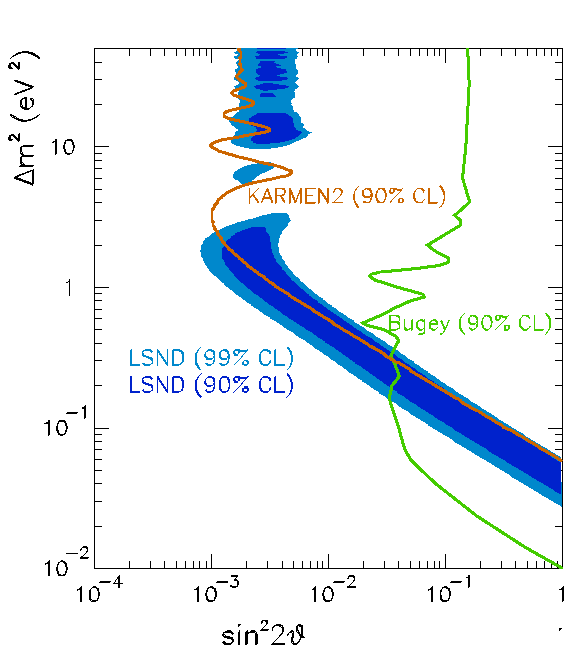 Δm² (eV²)
10
1
10⁻¹
10⁻²
KARMEN2 (90% CL)
Bugey (90% CL)
LSND (99% CL)
LSND (90% CL)
10⁻⁴
10⁻³
10⁻²
10⁻¹
1
sin²2ϑ